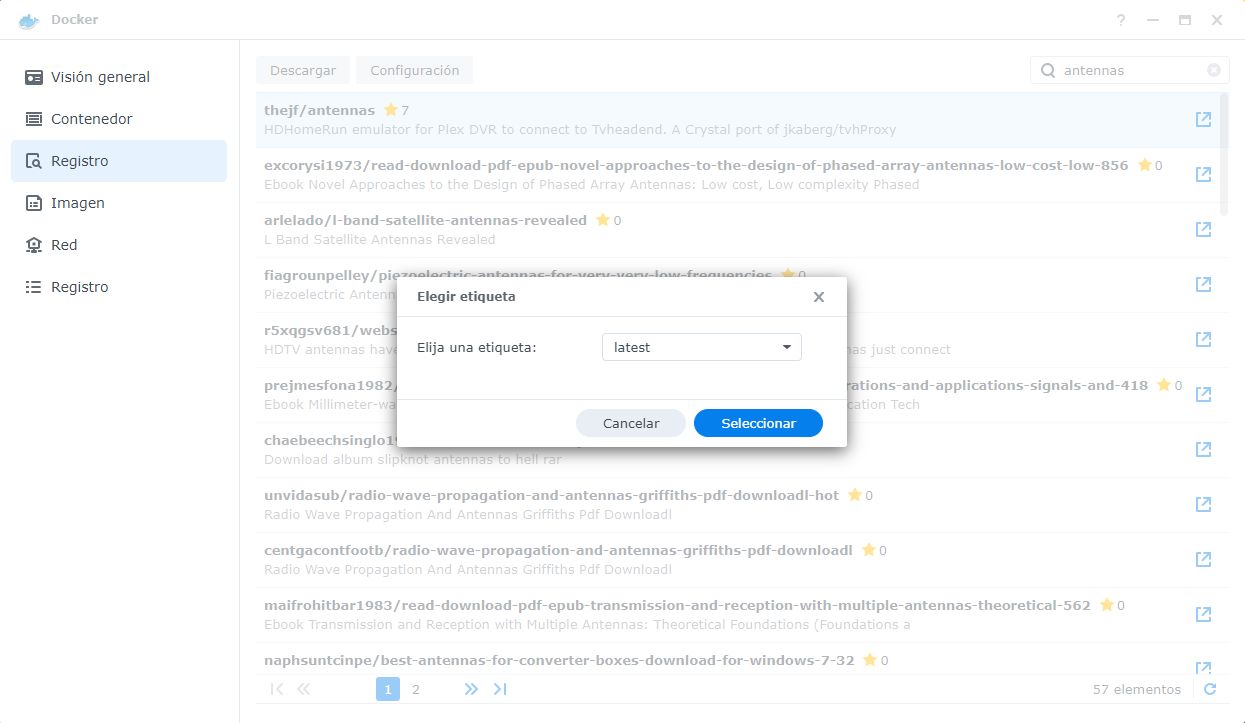 Docker
Visión general
Contenedor
Registro
Imagen
Red
Registro
Descargar
Configuración
antennas
thejf/antennas 7
HDHomeRun emulator for Plex DVR to connect to Tvheadend. A Crystal port of jkaberg/tvhProxy
excorysi1973/read-download-pdf-epub-novel-approaches-to-the-design-of-phased-array-antennas-low-cost-low-856 0
Ebook Novel Approaches to the Design of Phased Array Antennas: Low cost, Low complexity Phased
arlelado/l-band-satellite-antennas-revealed 0
L Band Satellite Antennas Revealed
fiagrounpelley/piezoelectric-antennas-for-very-very-low-frequencies 0
Piezoelectric Antenn
r5xqgsv681/webs
HDTV antennas have
as just connect
prejmesfona1982/
rations-and-applications-signals-and-418 0
Ebook Millimeter-wa
cation Tech
chaebeechsinglo19
Download album slipknot antennas to hell rar
unvidasub/radio-wave-propagation-and-antennas-griffiths-pdf-downloadl-hot 0
Radio Wave Propagation And Antennas Griffiths Pdf Downloadl
centgacontfootb/radio-wave-propagation-and-antennas-griffiths-pdf-downloadl 0
Radio Wave Propagation And Antennas Griffiths Pdf Downloadl
maifrohitbar1983/read-download-pdf-epub-transmission-and-reception-with-multiple-antennas-theoretical-562 0
Ebook Transmission and Reception with Multiple Antennas: Theoretical Foundations (Foundations a
naphsuntcinpe/best-antennas-for-converter-boxes-download-for-windows-7-32 0
1 2
57 elementos
Elegir etiqueta
Elija una etiqueta:
latest
Cancelar
Seleccionar